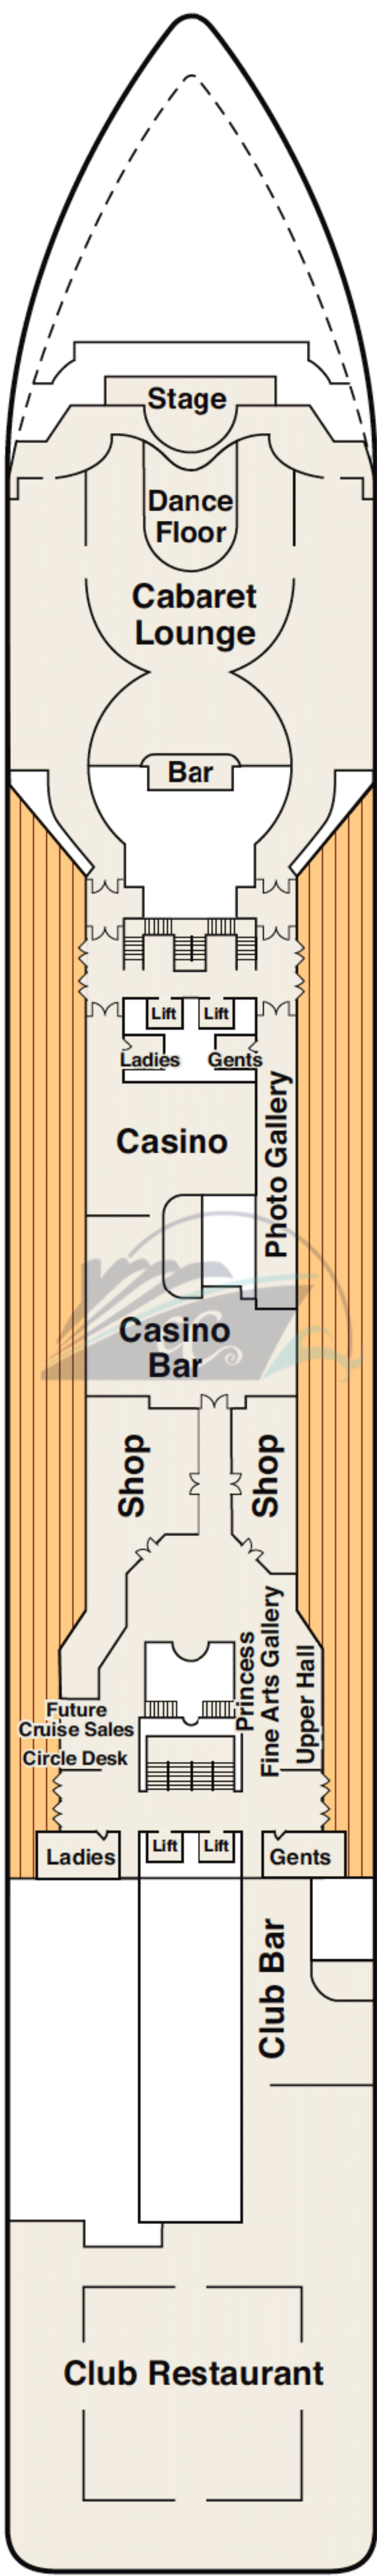 Stage
Dance
Floor
Cabaret
Lounge
Bar
Lift
Lift
Ladies
Gents
Casino
Photo Gallery
Casino
Bar
Shop
Shop
Princess
Fine Arts Gallery
Upper Hall
Future
Cruise Sales
Circle Desk
Ladies
Lift
Lift
Gents
Club Bar
Club Restaurant